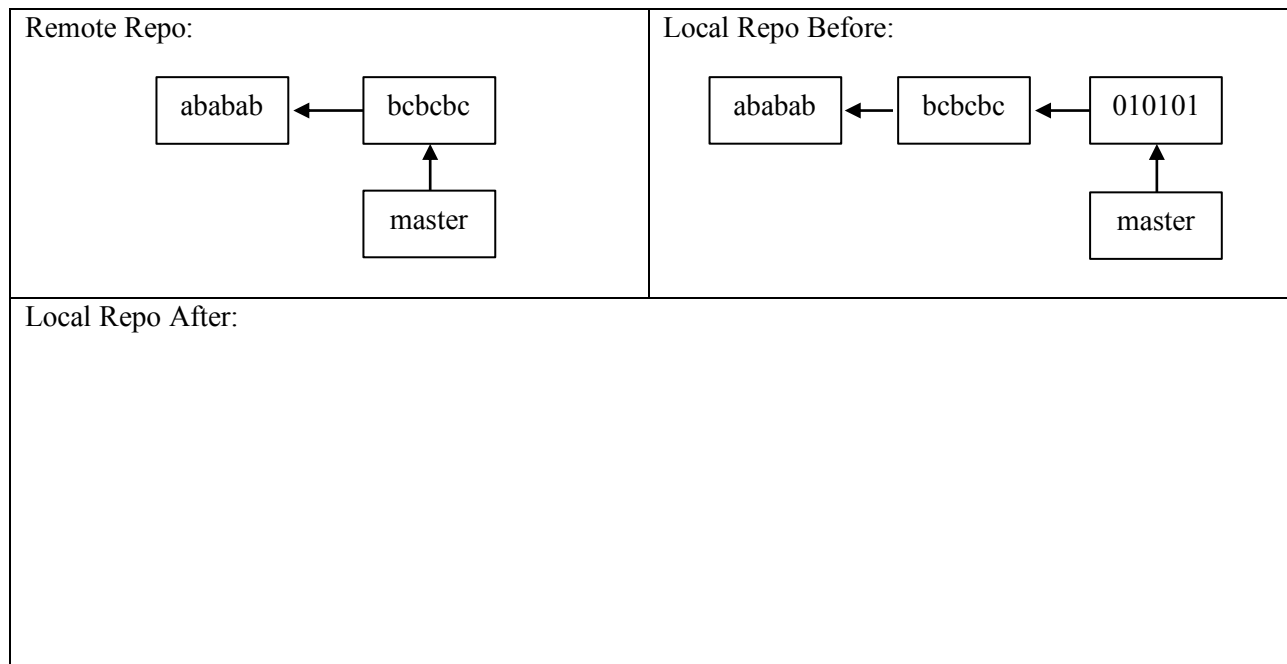 Remote Repo:
ababab
bcbcbc
master
Local Repo Before:
ababab
bcbcbc
010101
master
Local Repo After: